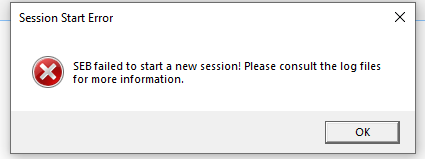 Session Start Error
SEB failed to start a new session! Please consult the log files
for more information.
OK